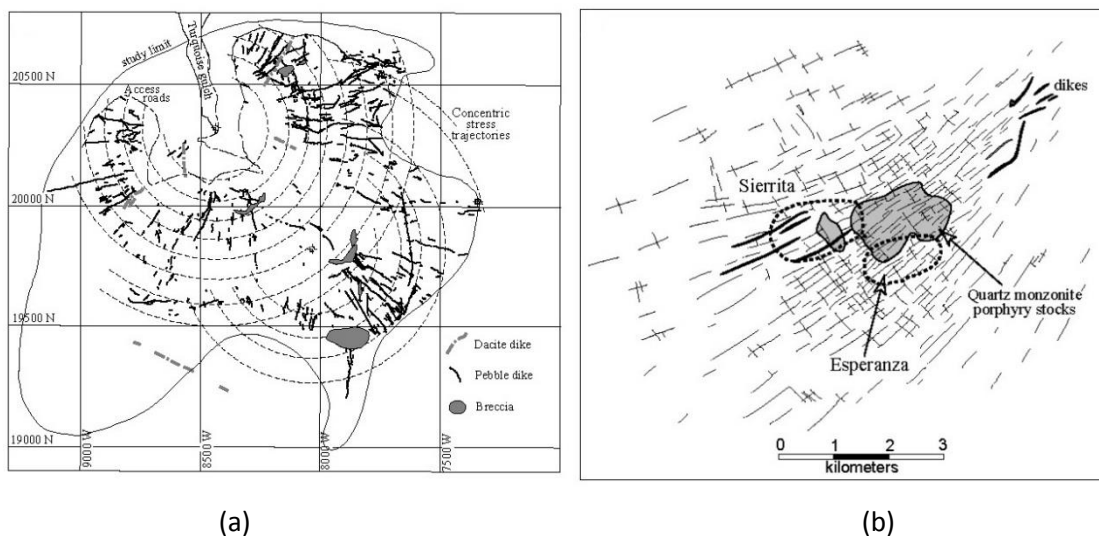 study limit
Turquoise gulch
Access
roads
20500 N
Concentric
stress
trajectories
20000 N
19500 N
Dacite dike
Pebble dike
Breccia
19000 N
9000 W
8500 W
8000 W
7500 W
dikes
Sierrita
Quartz monzonite
porphyry stocks
Esperanza
0 1 2 3
kilometers
(a)
(b)